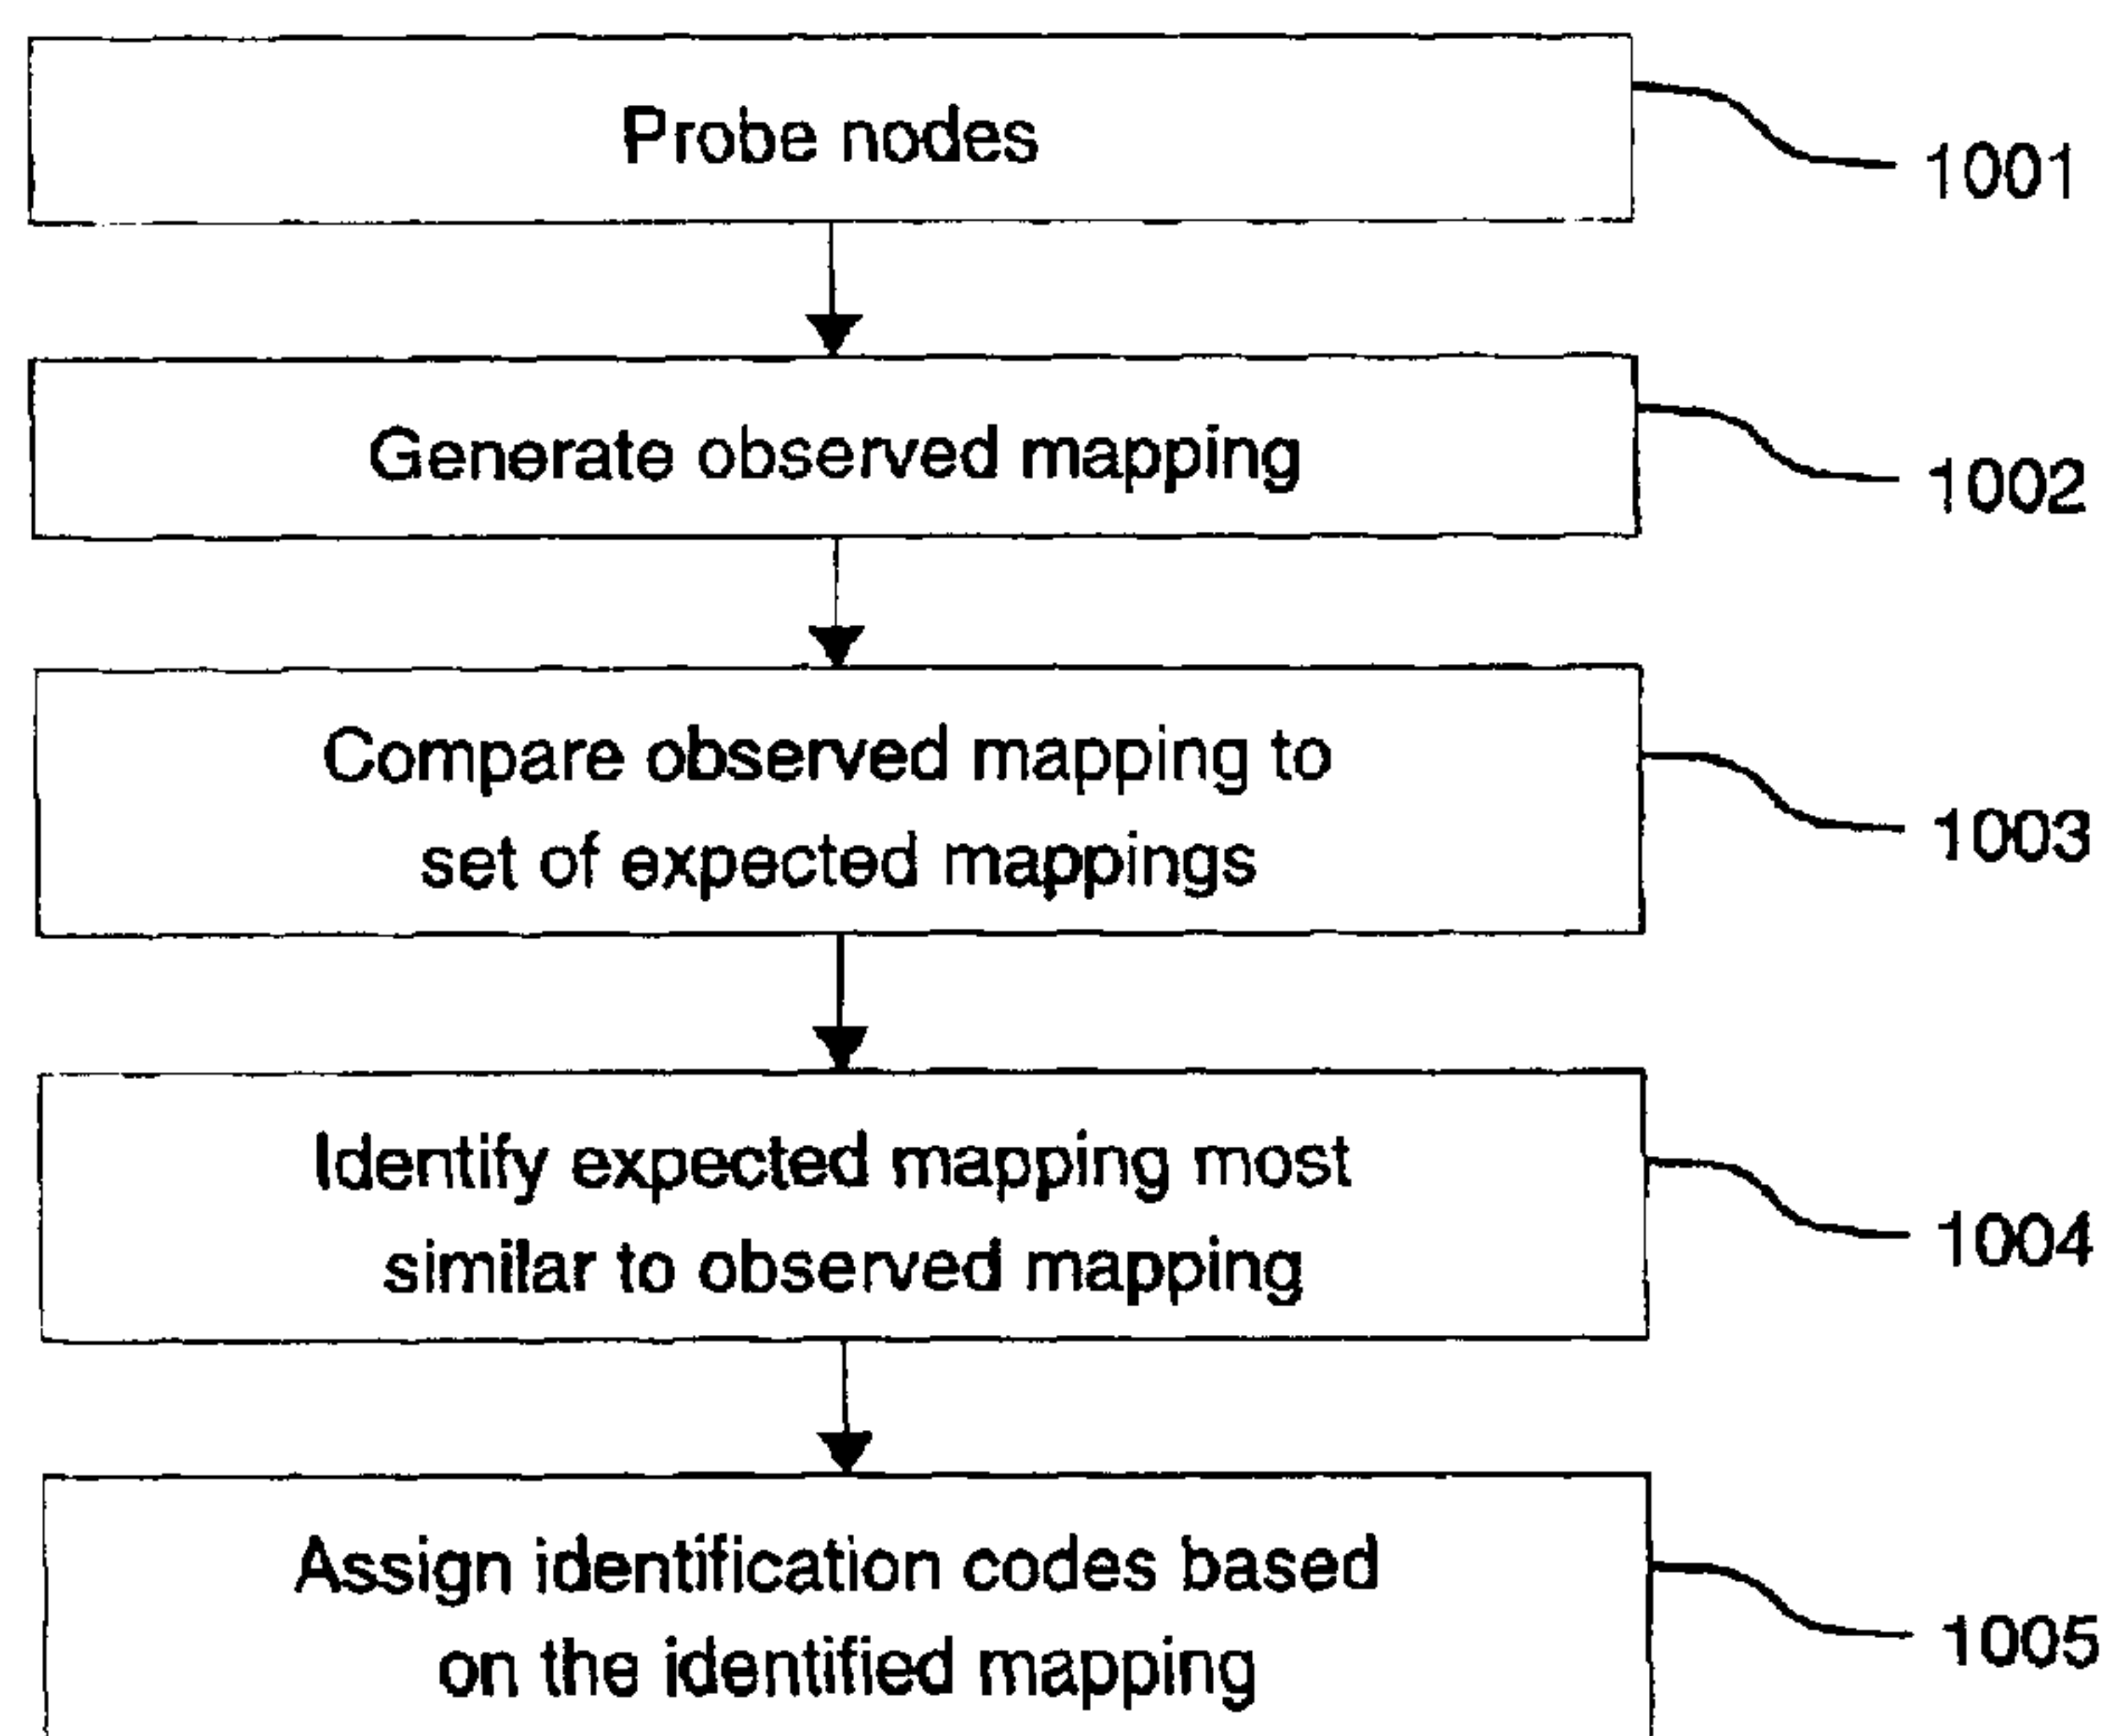 Probe nodes
1001
Generate observed mapping
1002
Compare observed mapping to
set of expected mappings
1003
Identify expected mapping most
similar to observed mapping
1004
Assign identification codes based
on the identified mapping
1005